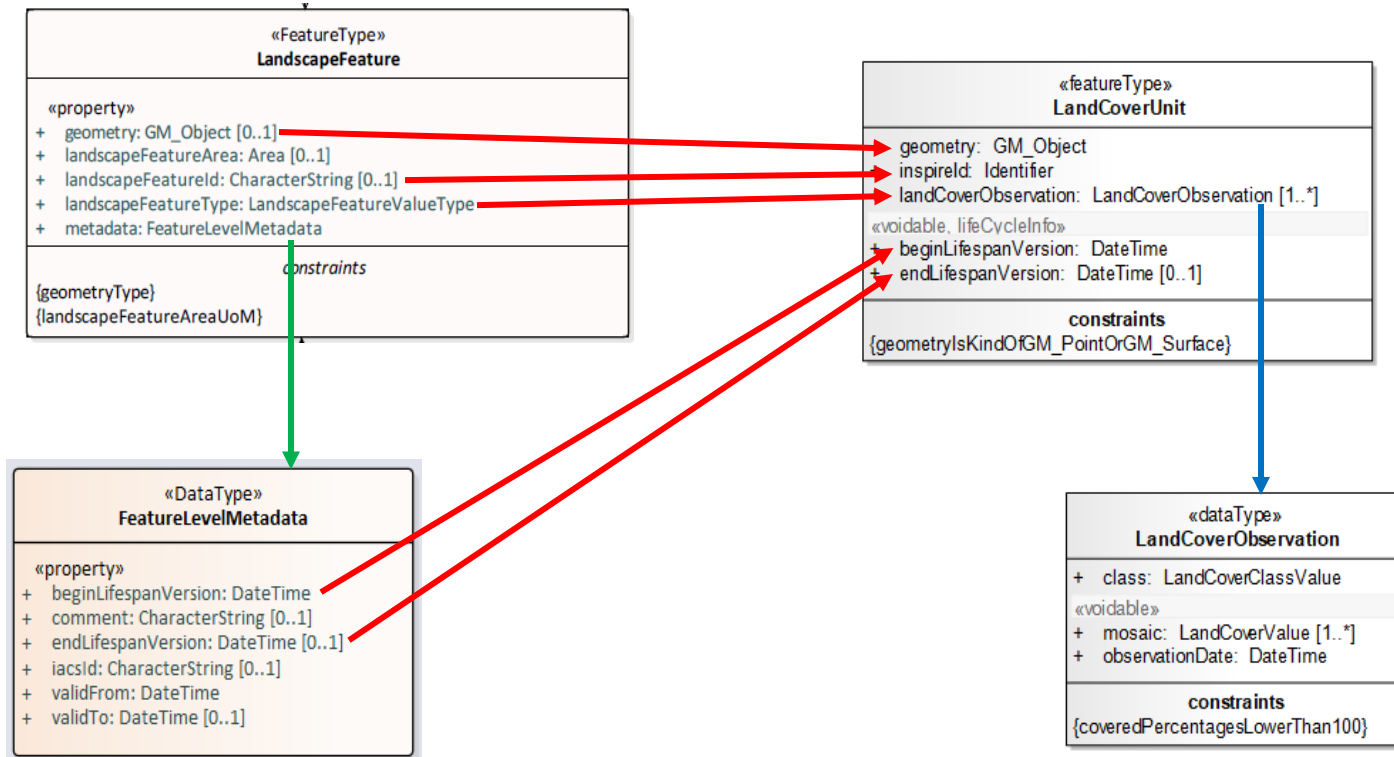 «FeatureType»
LandscapeFeature
«property»
+ geometry: GM_Object [0..1]
+ landscapeFeatureArea: Area [0..1]
+ landscapeFeatureId: CharacterString [0..1]
+ landscapeFeatureType: LandscapeFeatureValueType
+ metadata: FeatureLevelMetadata
constraints
{geometryType}
{landscapeFeatureAreaUoM}
«featureType»
LandCoverUnit
geometry: GM_Object
inspireId: Identifier
landCoverObservation: LandCoverObservation [1..*]
«voidable, lifeCycleInfo»
+ beginLifespanVersion: DateTime
+ endLifespanVersion: DateTime [0..1]
constraints
{geometryIsKindOfGM_PointOrGM_Surface}
«DataType»
FeatureLevelMetadata
«property»
+ beginLifespanVersion: DateTime
+ comment: CharacterString [0..1]
+ endLifespanVersion: DateTime [0..1]
+ iacsId: CharacterString [0..1]
+ validFrom: DateTime
+ validTo: DateTime [0..1]
«dataType»
LandCoverObservation
+ class: LandCoverClassValue
«voidable»
+ mosaic: LandCoverValue [1..*]
+ observationDate: DateTime
constraints
{coveredPercentagesLowerThan100}